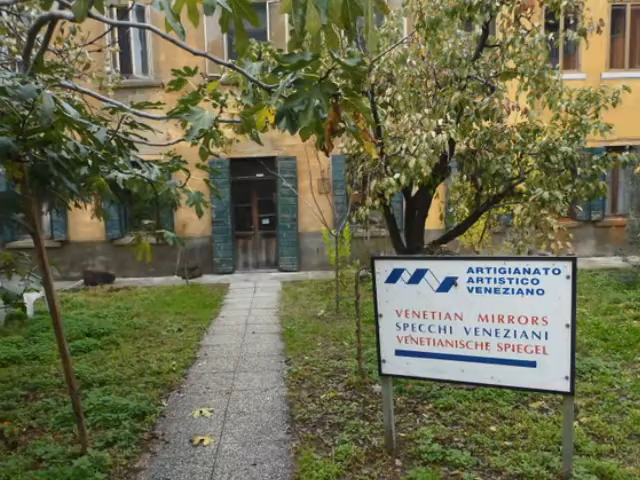 ARTIGIANATO
ARTISTICO
VENEZIANO
VENETIAN MIRRORS
SPECCHI VENEZIANI
VENETIANISCHE SPIEGEL